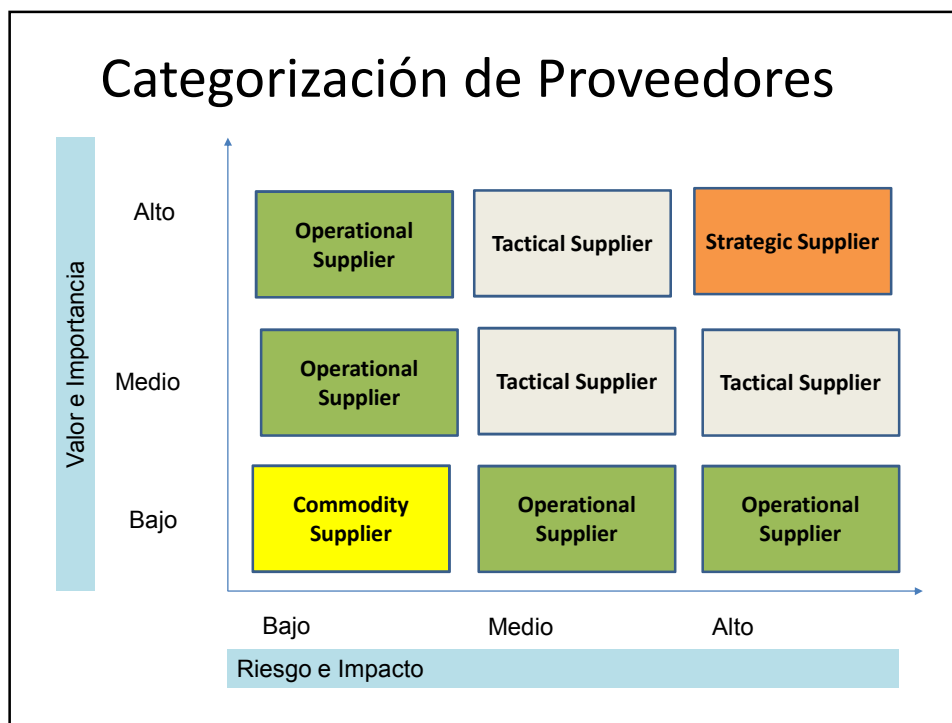 Categorización de Proveedores
Valor e Importancia
Alto
Operational
Supplier
Tactical Supplier
Strategic Supplier
Medio
Operational
Supplier
Tactical Supplier
Tactical Supplier
Bajo
Commodity
Supplier
Operational
Supplier
Operational
Supplier
Bajo
Medio
Alto
Riesgo e Impacto